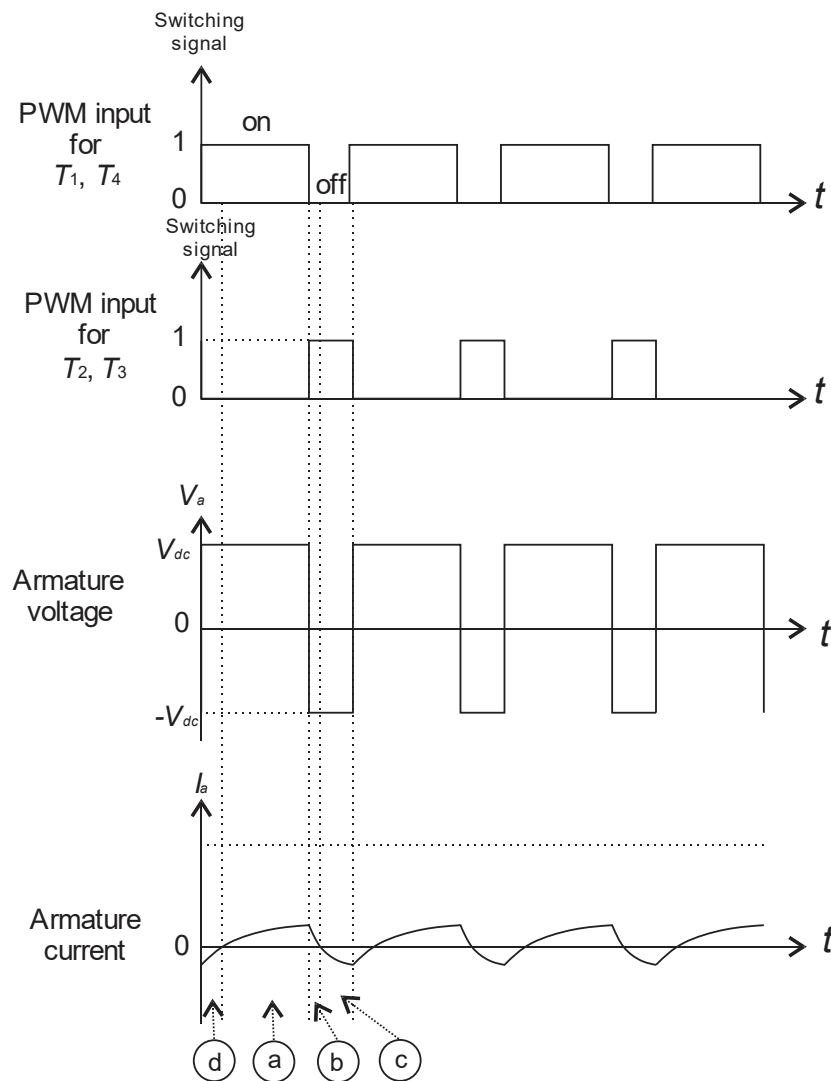 Switching
signal
PWM input
for
T1, T4
1
on
0
off
t
Switching
signal
PWM input
for
T2, T3
1
0
t
Va
Vdc
Armature
voltage
0
t
-Vdc
Ia
Armature
current
0
t
d
a
b
c